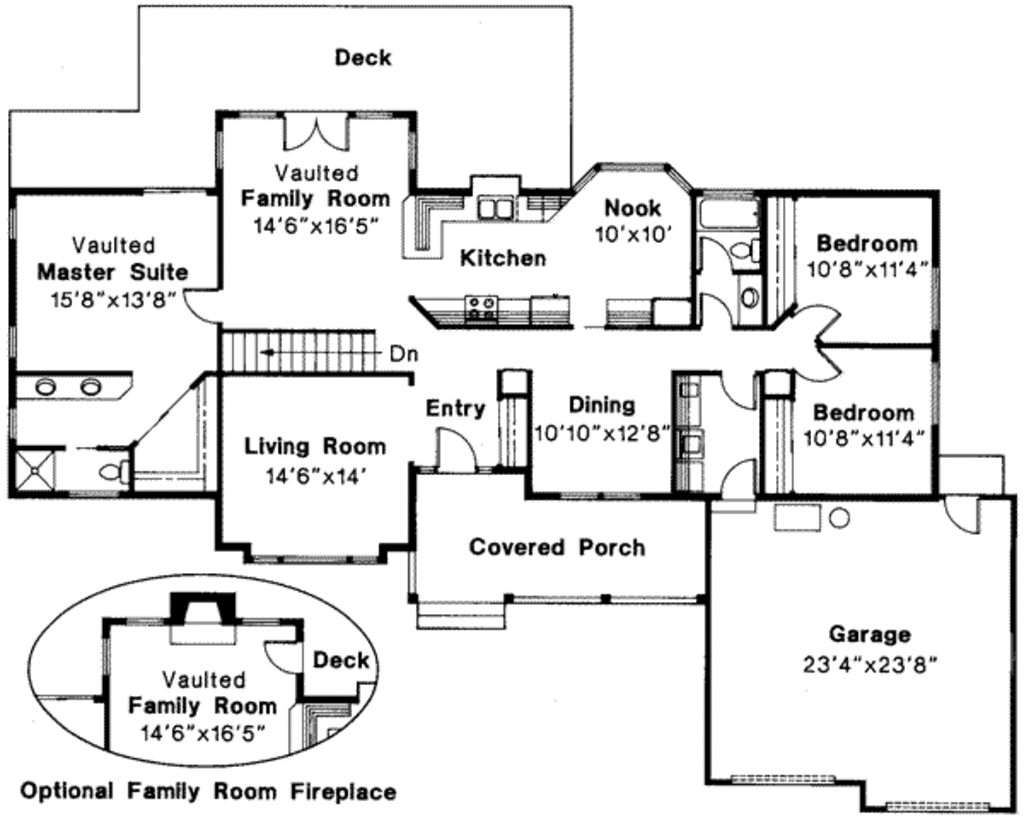 Deck
Vaulted
Family Room
14'6"x16'5"
Nook
10'x10'
Kitchen
Vaulted
Master Suite
15'8"x13'8"
Bedroom
10'8"x11'4"
Dn
Entry
Dining
10'10"x12'8"
Bedroom
10'8"x11'4"
Living Room
14'6"x14'
Covered Porch
Garage
23'4"x23'8"
Deck
Vaulted
Family Room
14'6"x16'5"
Optional Family Room Fireplace